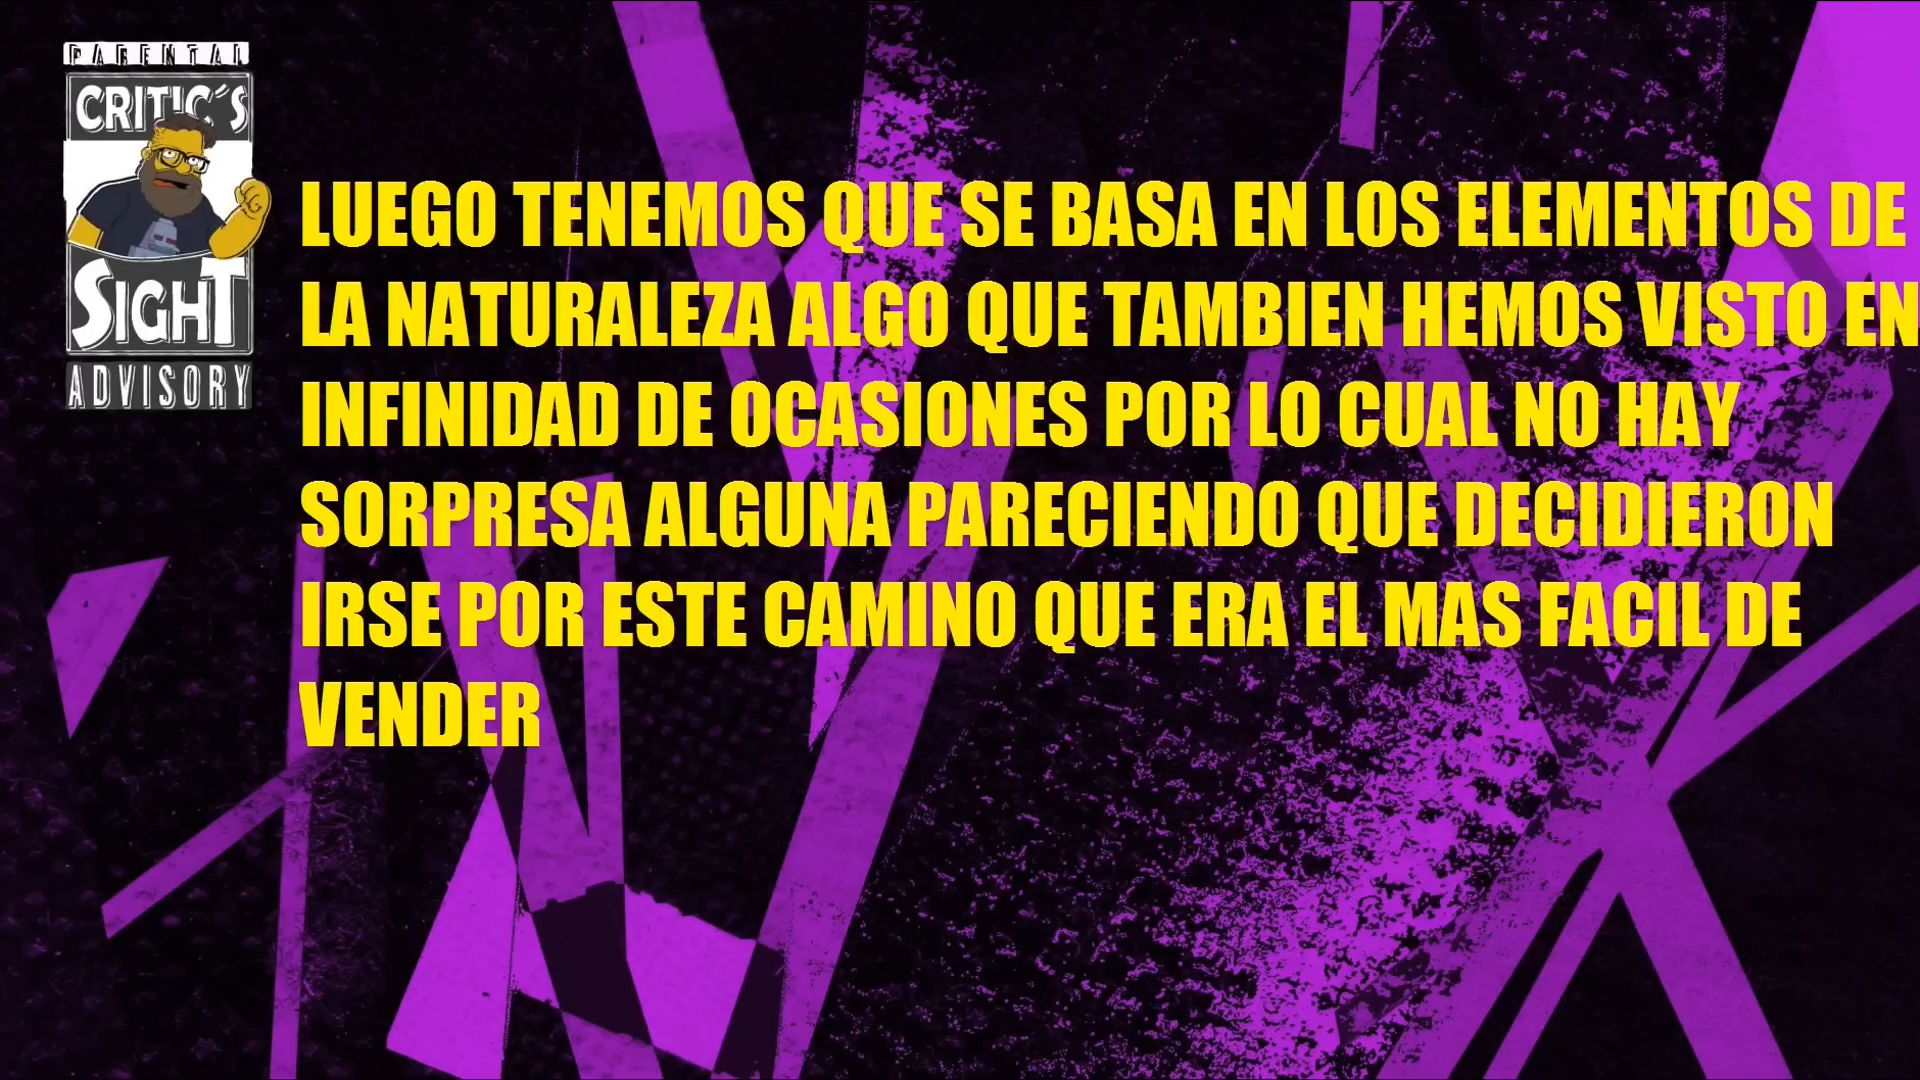 PARENTAL
CRITIC´S
SIGHT
ADVISORY
LUEGO TENEMOS QUE SE BASA EN LOS ELEMENTOS DE
LA NATURALEZA ALGO QUE TAMBIEN HEMOS VISTO EN
INFINIDAD DE OCASIONES POR LO CUAL NO HAY
SORPRESA ALGUNA PARECIENDO QUE DECIDIERON
IRSE POR ESTE CAMINO QUE ERA EL MAS FACIL DE
VENDER